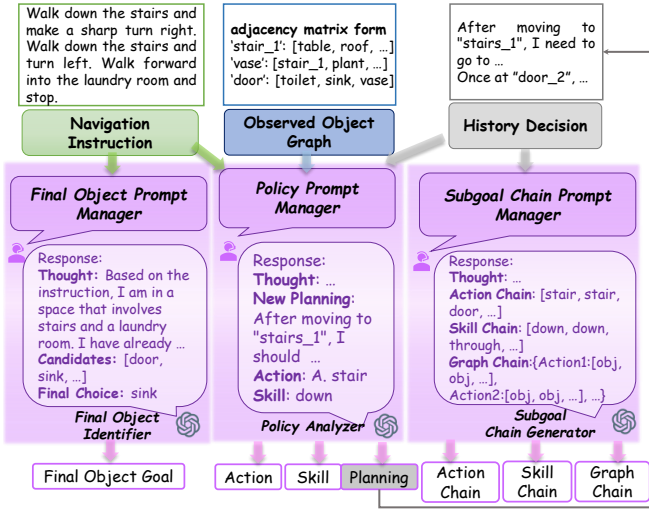 Walk down the stairs and
make a sharp turn right.
Walk down the stairs and
turn left. Walk forward
into the laundry room and
stop.
adjacency matrix form
‘stair_1’: [table, roof, …]
‘vase’: [stair_1, plant, …]
‘door’: [toilet, sink, vase]
After moving to
"stairs_1", I need to
go to …
Once at ”door_2”, …
Navigation
Instruction
Observed Object
Graph
History Decision
Final Object Prompt
Manager
Response:
Thought: Based on the
instruction, I am in a
space that involves
stairs and a laundry
room. I have already …
Candidates: [door,
sink, …]
Final Choice: sink
Final Object
Identifier
Policy Prompt
Manager
Response:
Thought: …
New Planning:
After moving to
"stairs_1", I
should …
Action: A. stair
Skill: down
Policy Analyzer
Subgoal Chain Prompt
Manager
Response:
Thought: …
Action Chain: [stair, stair,
door, …]
Skill Chain: [down, down,
through, …]
Graph Chain:{Action1:[obj,
obj, …],
Action2:[obj, obj, …], …}
Subgoal
Chain Generator
Final Object Goal
Action
Skill
Planning
Action
Chain
Skill
Chain
Graph
Chain